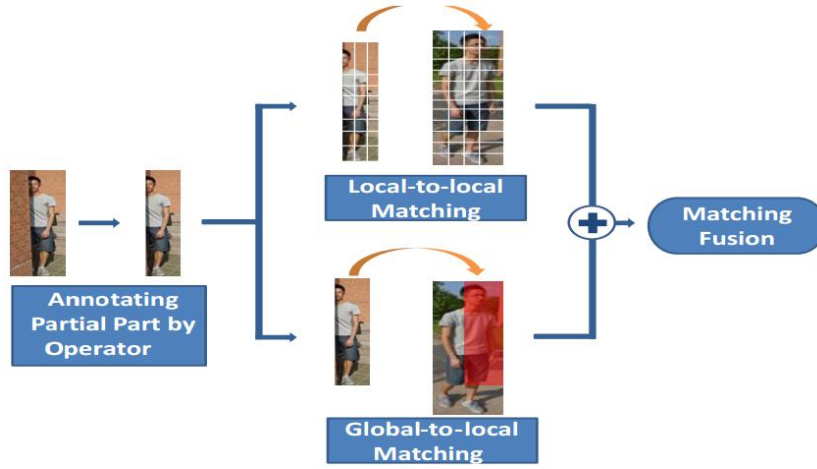 Local-to-local
Matching
Annotating
Partial Part by
Operator
Matching
Fusion
Global-to-local
Matching